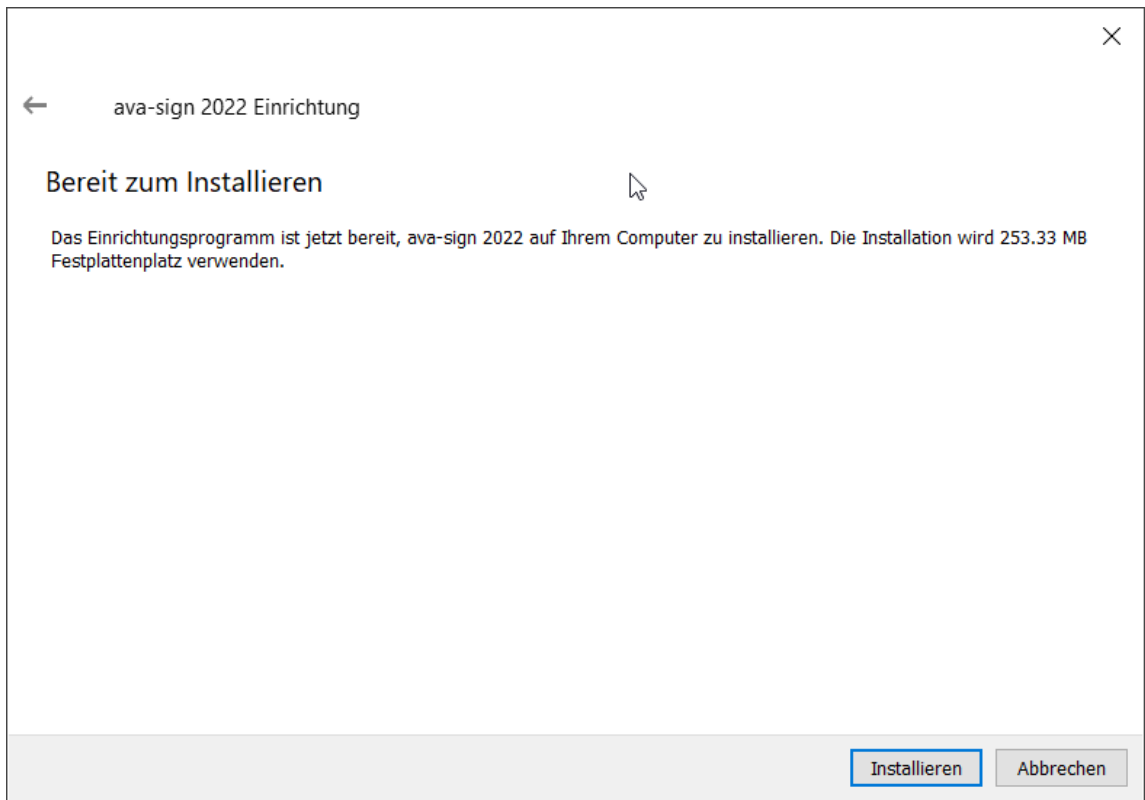 ava-sign 2022 Einrichtung
Bereit zum Installieren
Das Einrichtungsprogramm ist jetzt bereit, ava-sign 2022 auf Ihrem Computer zu installieren. Die Installation wird 253.33 MB
Festplattenplatz verwenden.
Installieren
Abbrechen